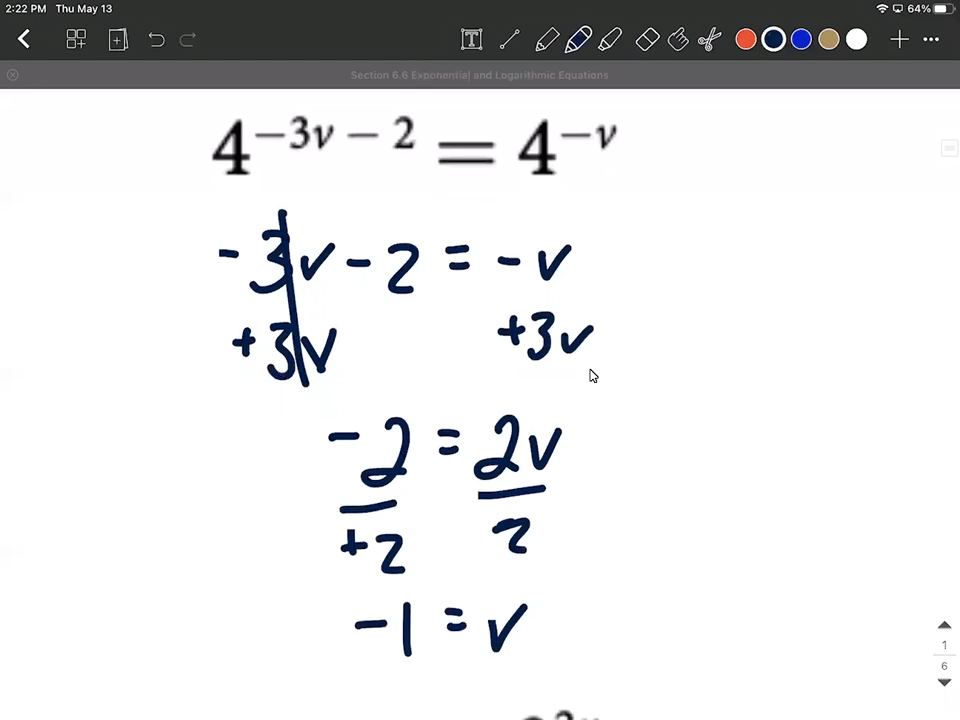 2:22 PM Thu May 13 64%
Section 6.6 Exponential and Logarithmic Equations
4^{-3v - 2} = 4^{-v}
-3v - 2 = -v
+3v +3v
-2 = 2v
+2 2
-1 = v
1
6